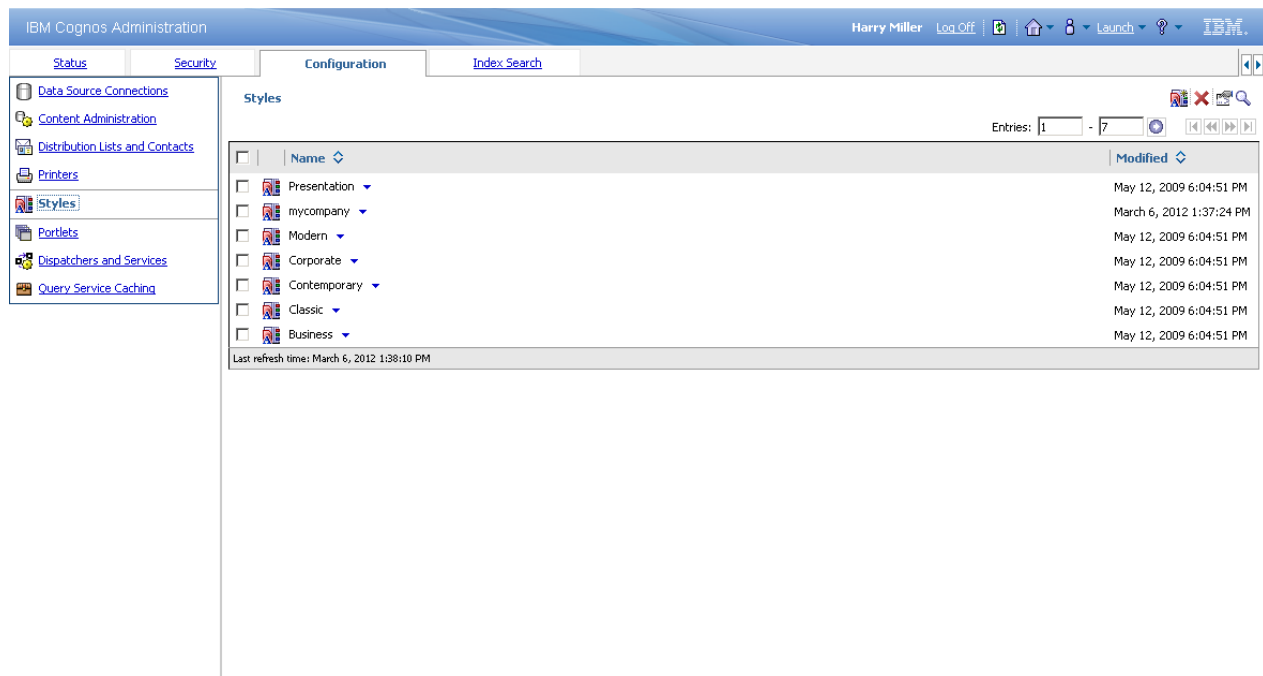 IBM Cognos Administration
Harry Miller Log Off Launch IBM.
Status Security Configuration Index Search
Data Source Connections
Content Administration
Distribution Lists and Contacts
Printers
Styles
Portlets
Dispatchers and Services
Query Service Caching
Styles
Entries: 1 - 7
Name Modified
Presentation May 12, 2009 6:04:51 PM
mycompany March 6, 2012 1:37:24 PM
Modern May 12, 2009 6:04:51 PM
Corporate May 12, 2009 6:04:51 PM
Contemporary May 12, 2009 6:04:51 PM
Classic May 12, 2009 6:04:51 PM
Business May 12, 2009 6:04:51 PM
Last refresh time: March 6, 2012 1:38:10 PM